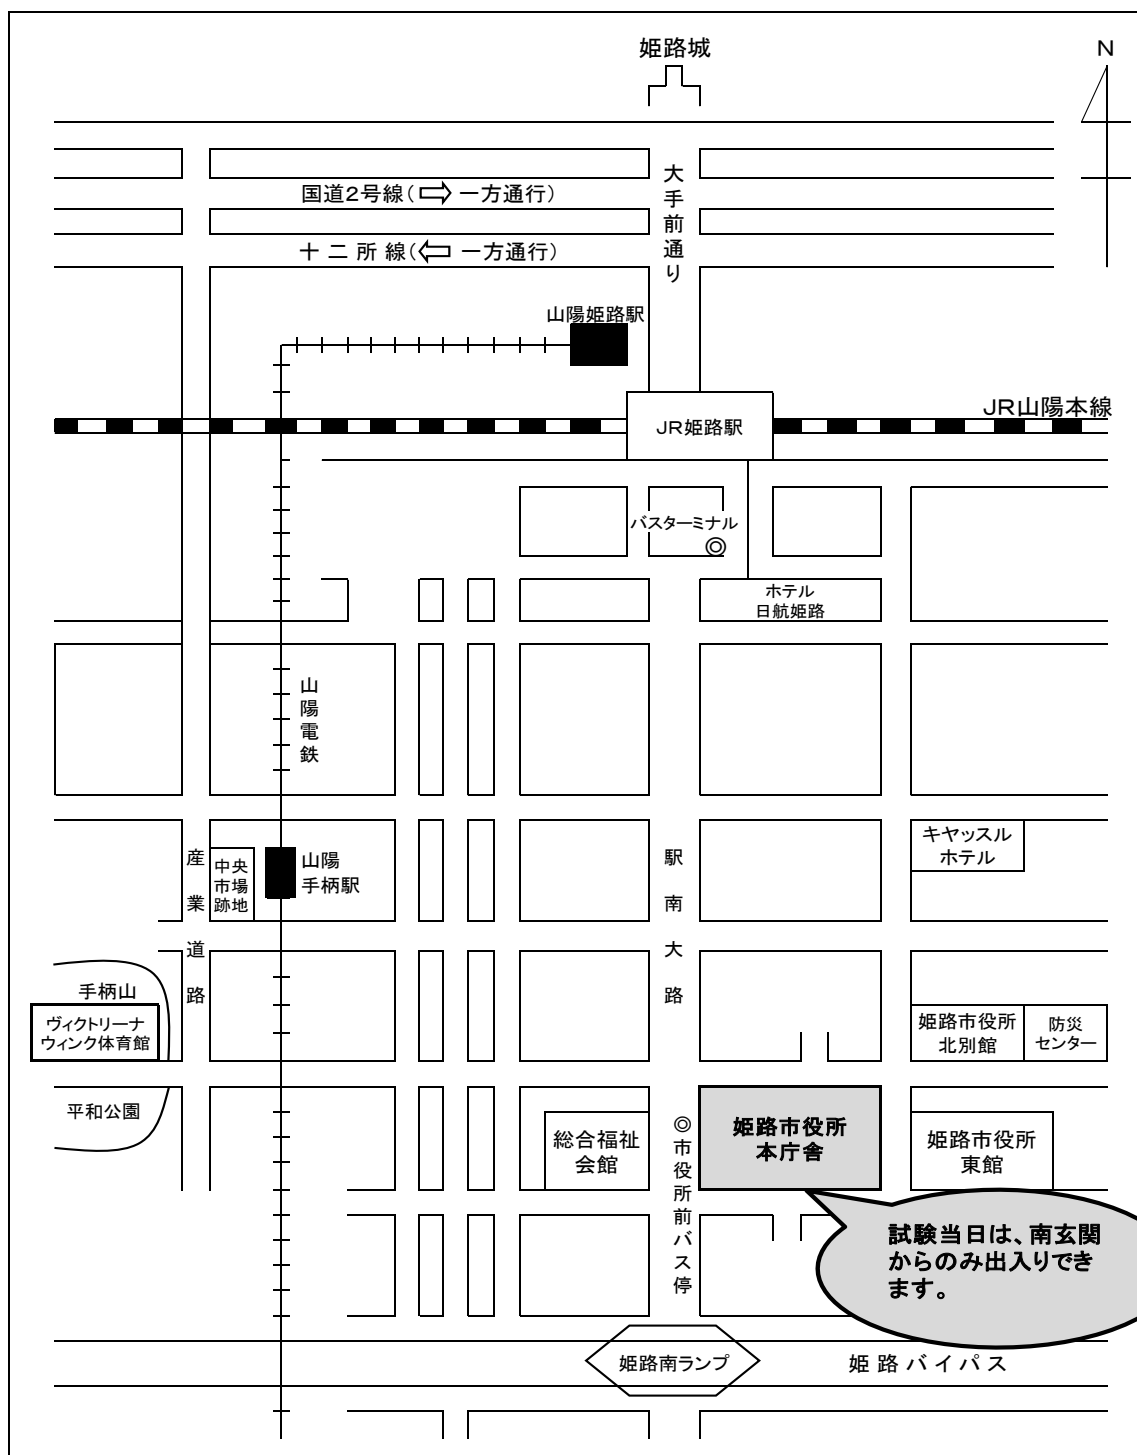 姫路城
N
大手前通り
国道2号線(⇨ 一方通行)
十二所線(⇦ 一方通行)
山陽姫路駅
JR山陽本線
JR姫路駅
バスターミナル
◎
ホテル
日航姫路
山陽電鉄
キヤッスル
ホテル
産業道路
中央
市場
跡地
山陽
手柄駅
駅南大路
手柄山
ヴィクトリーナ
ウィンク体育館
姫路市役所
北別館
防災
センター
平和公園
総合福祉
会館
◎市役所前バス停
姫路市役所
本庁舎
姫路市役所
東館
試験当日は、南玄関
からのみ出入りでき
ます。
姫路南ランプ
姫路バイパス